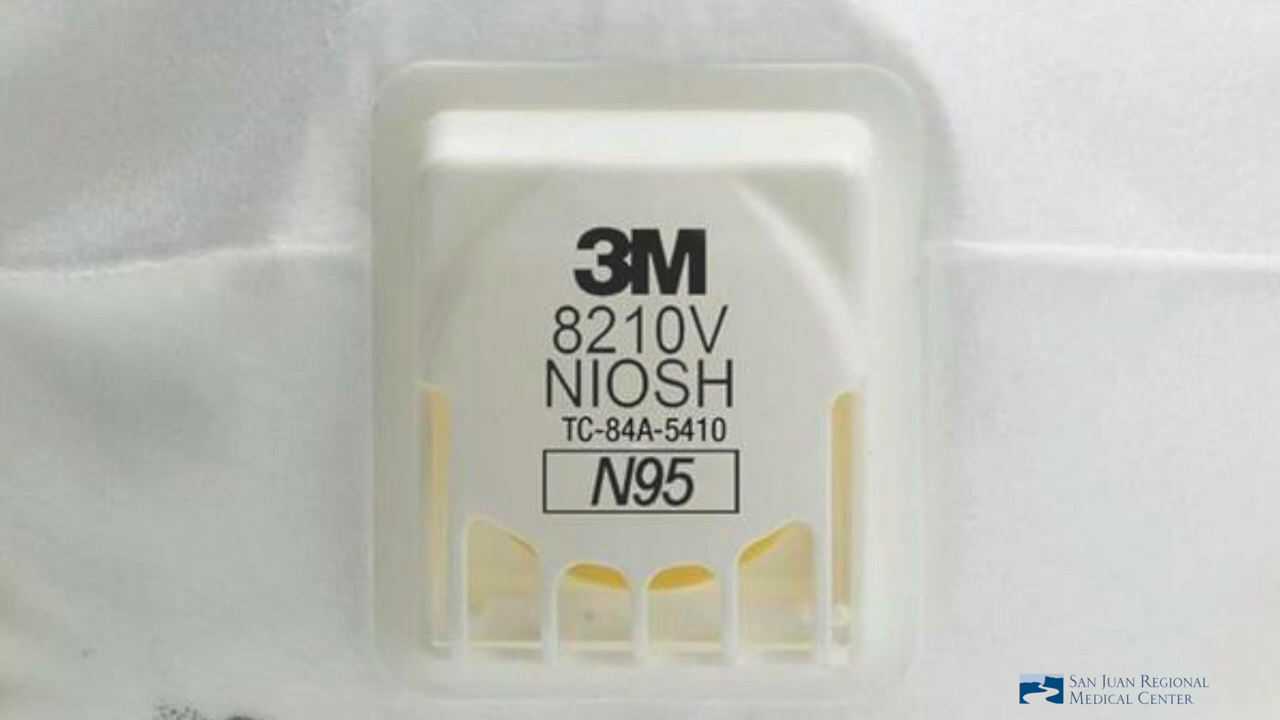 3M
8210V
NIOSH
TC-84A-5410
N95
SAN JUAN REGIONAL
MEDICAL CENTER